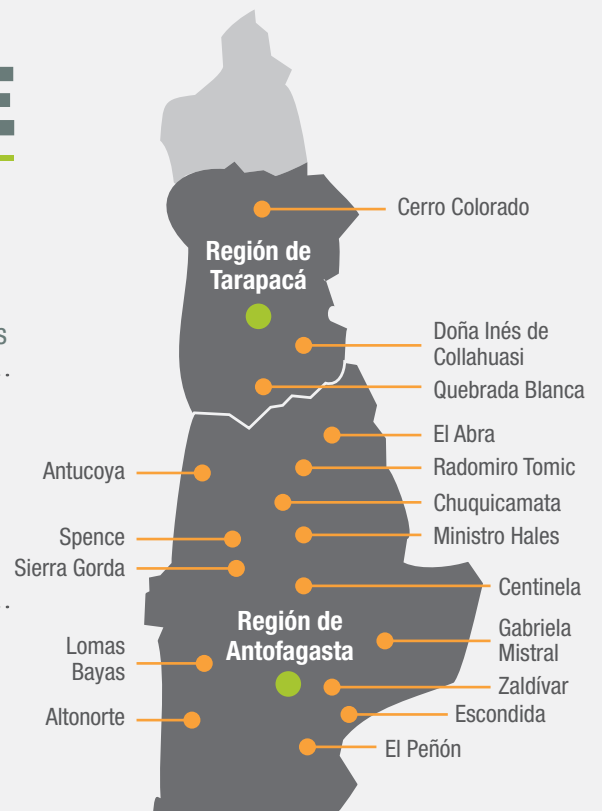 E
Cerro Colorado
Región de
Tarapacá
s
Doña Inés de
Collahuasi
Quebrada Blanca
El Abra
Antucoya
Radomiro Tomic
Chuquicamata
Spence
Ministro Hales
Sierra Gorda
Centinela
Región de
Antofagasta
Gabriela
Mistral
Lomas
Bayas
Zaldívar
Altonorte
Escondida
El Peñón